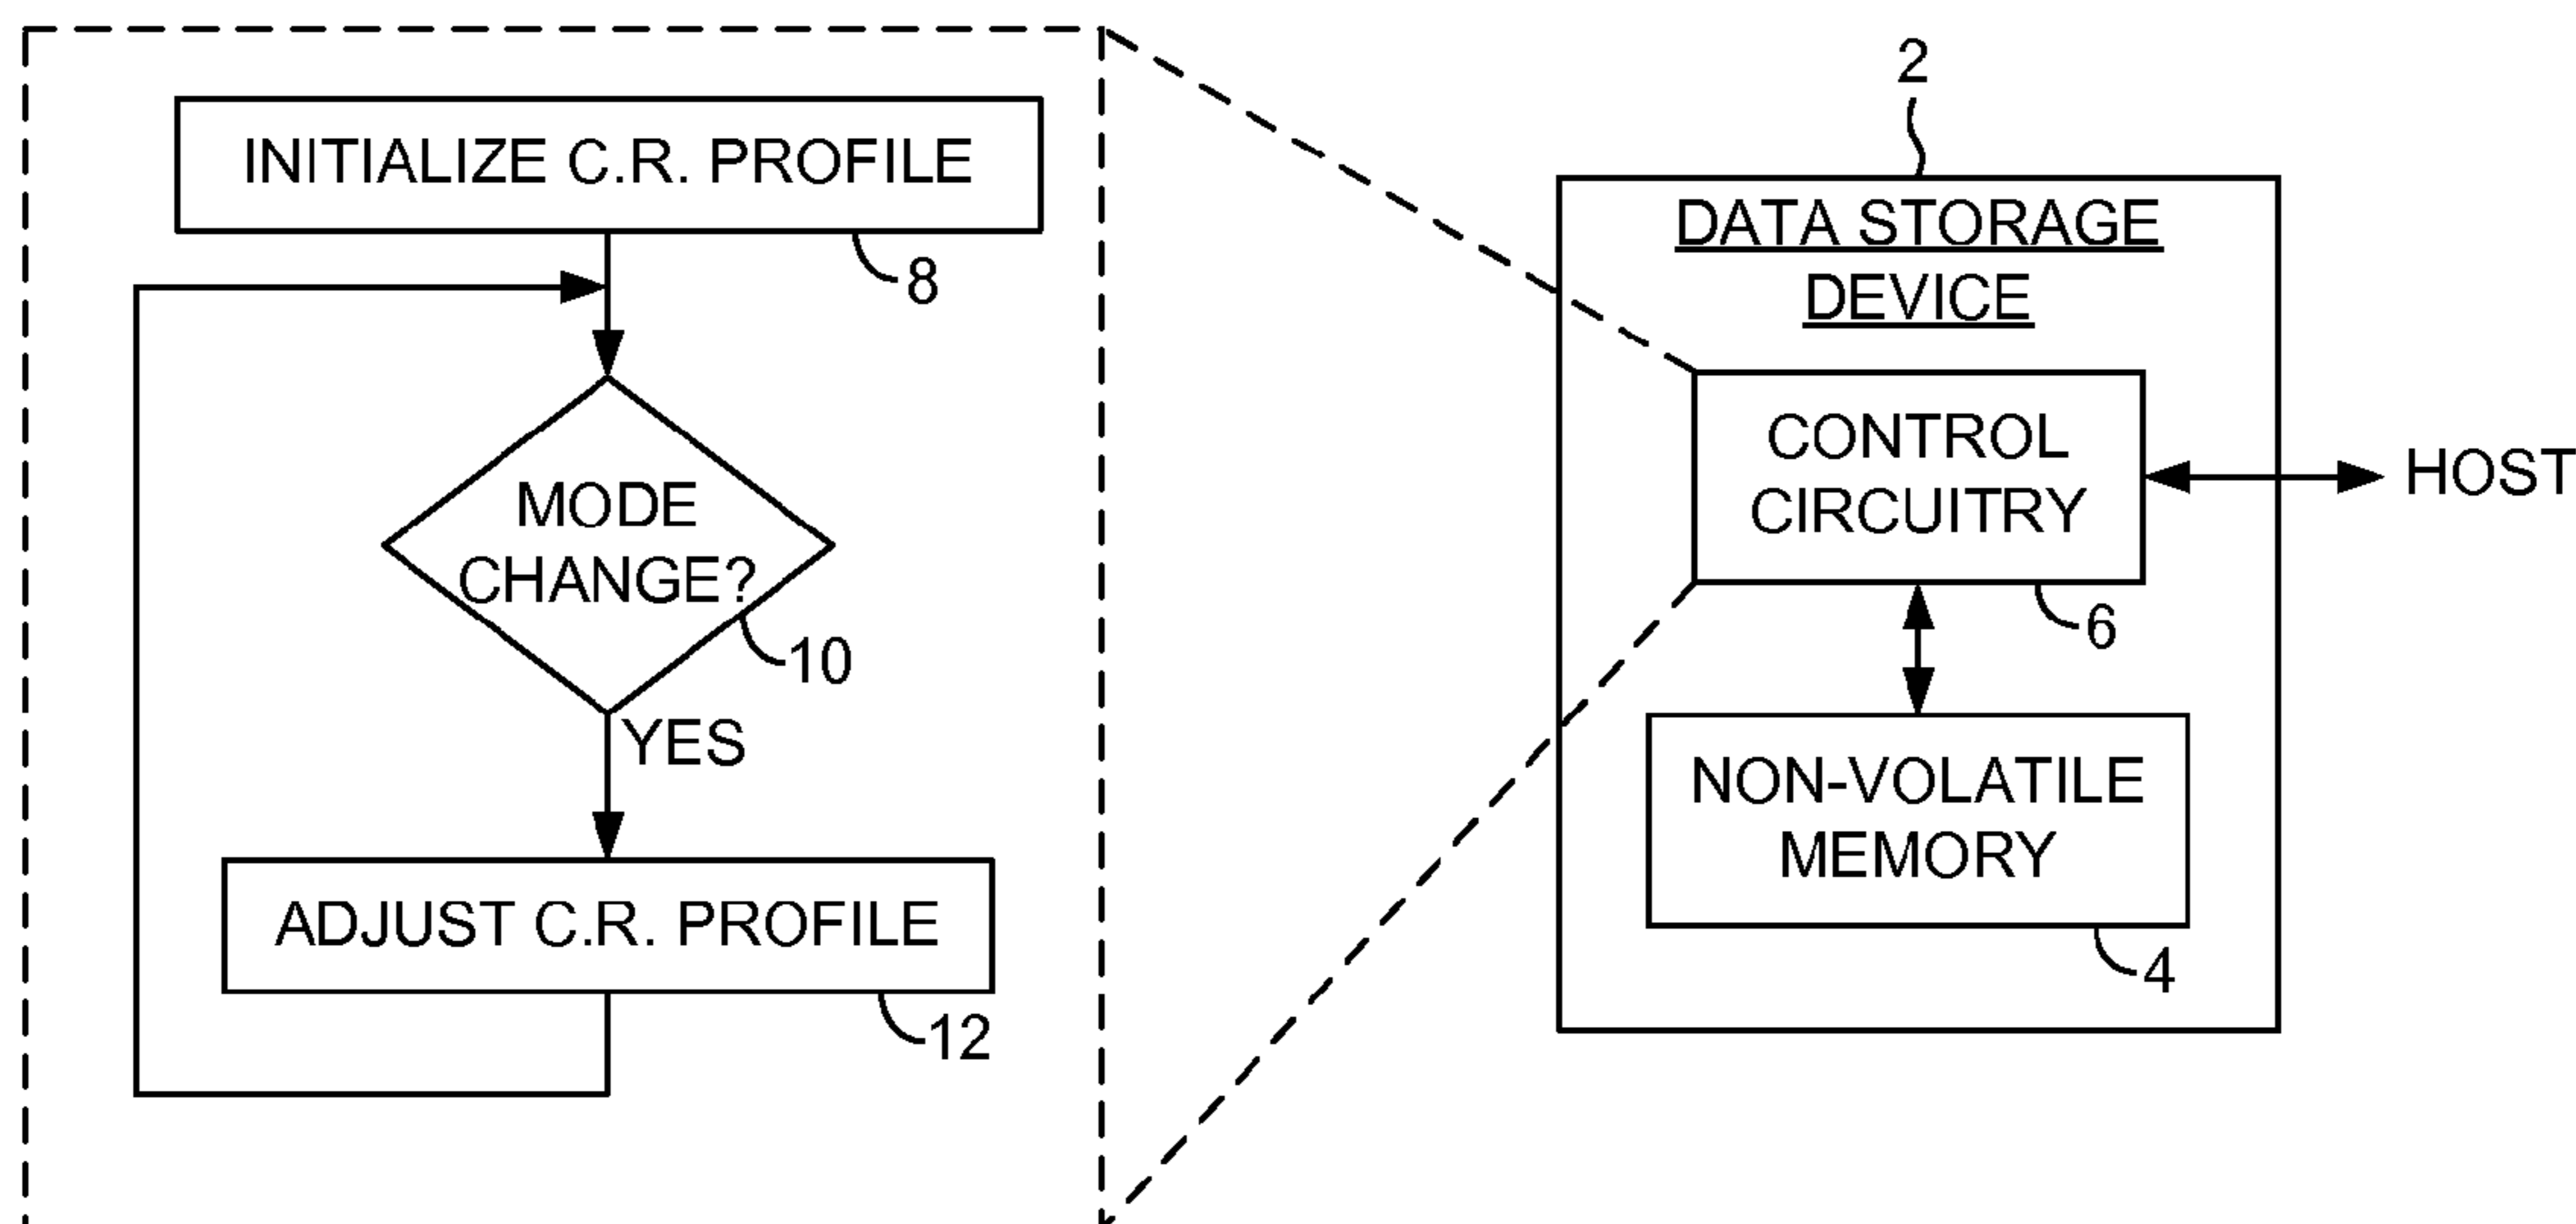 INITIALIZE C.R. PROFILE
8
MODE
CHANGE?
10
YES
ADJUST C.R. PROFILE
12
2
DATA STORAGE
DEVICE
CONTROL
CIRCUITRY
6
HOST
NON-VOLATILE
MEMORY
4